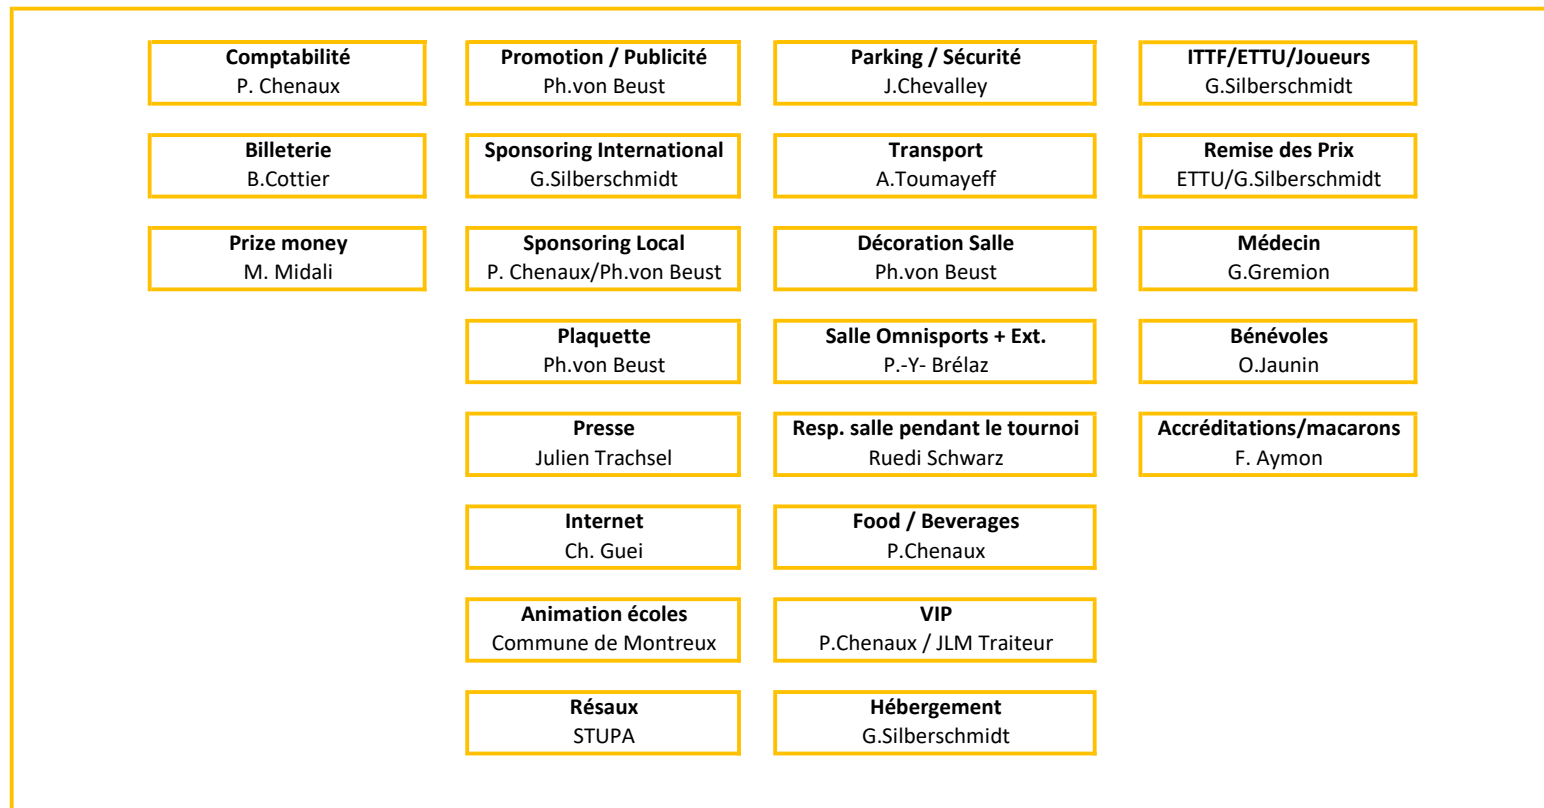 Comptabilité
P. Chenaux
Promotion / Publicité
Ph.von Beust
Parking / Sécurité
J.Chevalley
ITTF/ETTU/Joueurs
G.Silberschmidt
Billeterie
B.Cottier
Sponsoring International
G.Silberschmidt
Transport
A.Toumayeff
Remise des Prix
ETTU/G.Silberschmidt
Prize money
M. Midali
Sponsoring Local
P. Chenaux/Ph.von Beust
Décoration Salle
Ph.von Beust
Médecin
G.Gremion
Plaquette
Ph.von Beust
Salle Omnisports + Ext.
P.-Y- Brélaz
Bénévoles
O.Jaunin
Presse
Julien Trachsel
Resp. salle pendant le tournoi
Ruedi Schwarz
Accréditations/macarons
F. Aymon
Internet
Ch. Guei
Food / Beverages
P.Chenaux
Animation écoles
Commune de Montreux
VIP
P.Chenaux / JLM Traiteur
Résaux
STUPA
Hébergement
G.Silberschmidt